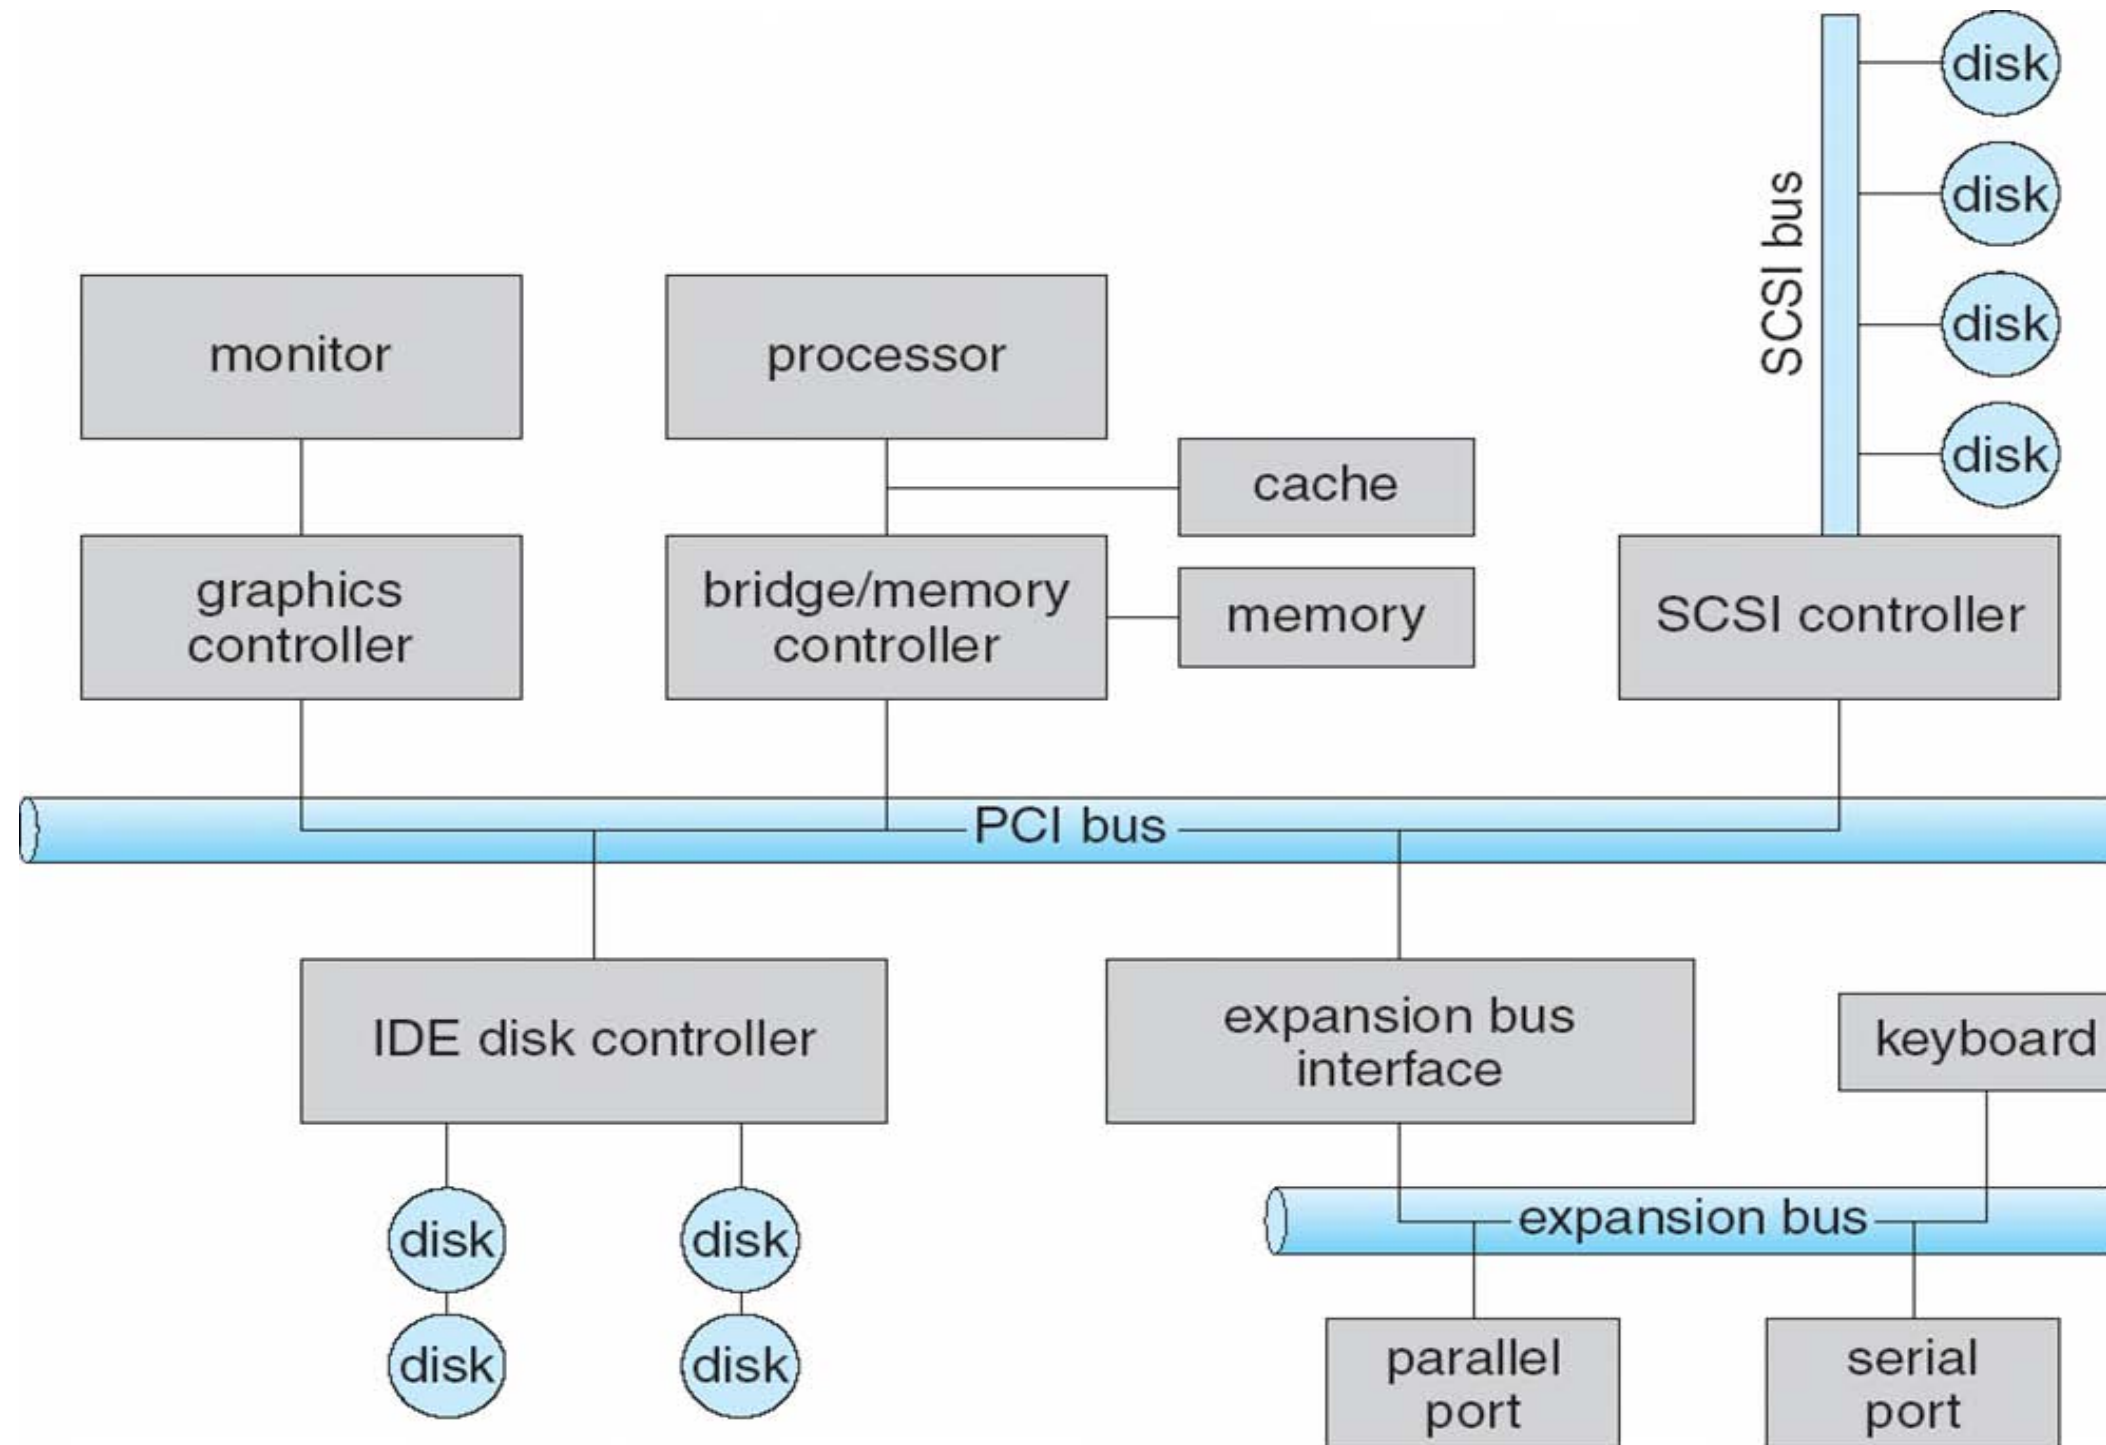 disk
disk
SCSI bus
disk
disk
monitor
processor
cache
graphics
controller
bridge/memory
controller
memory
SCSI controller
PCI bus
IDE disk controller
expansion bus
interface
keyboard
disk
disk
expansion bus
disk
disk
parallel
port
serial
port